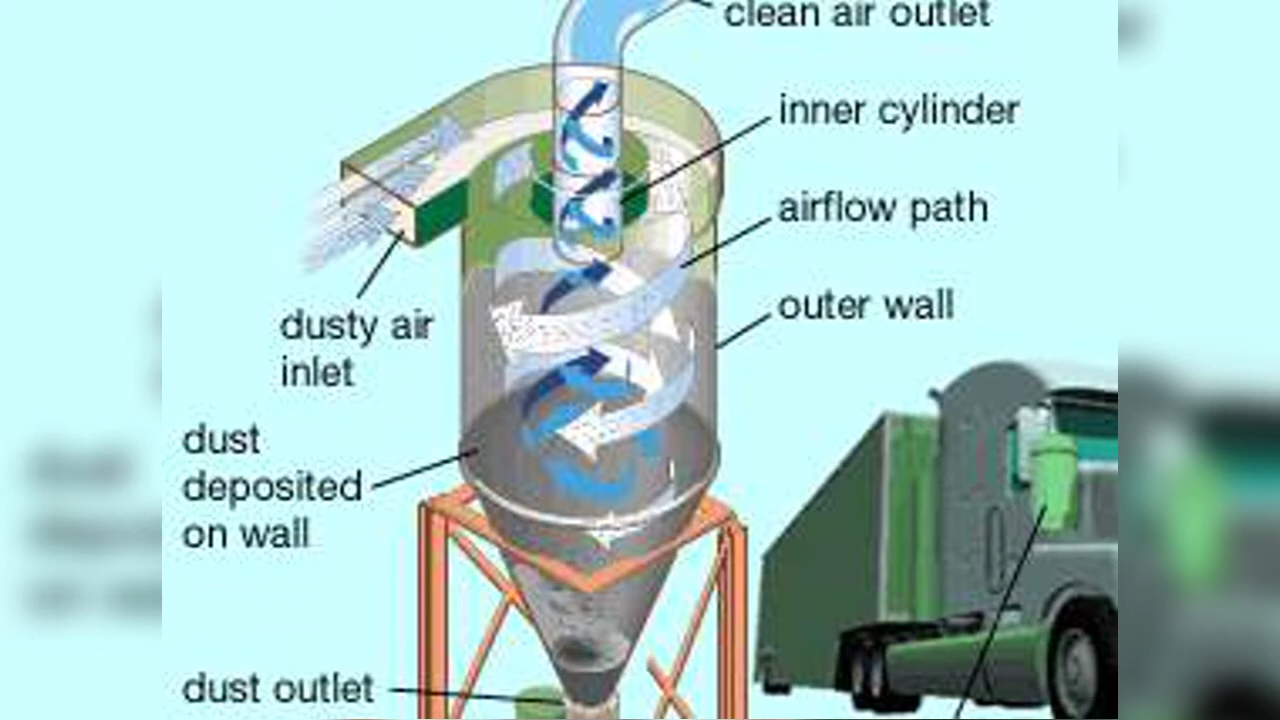 clean air outlet
inner cylinder
airflow path
outer wall
dusty air
inlet
dust
deposited
on wall
dust outlet